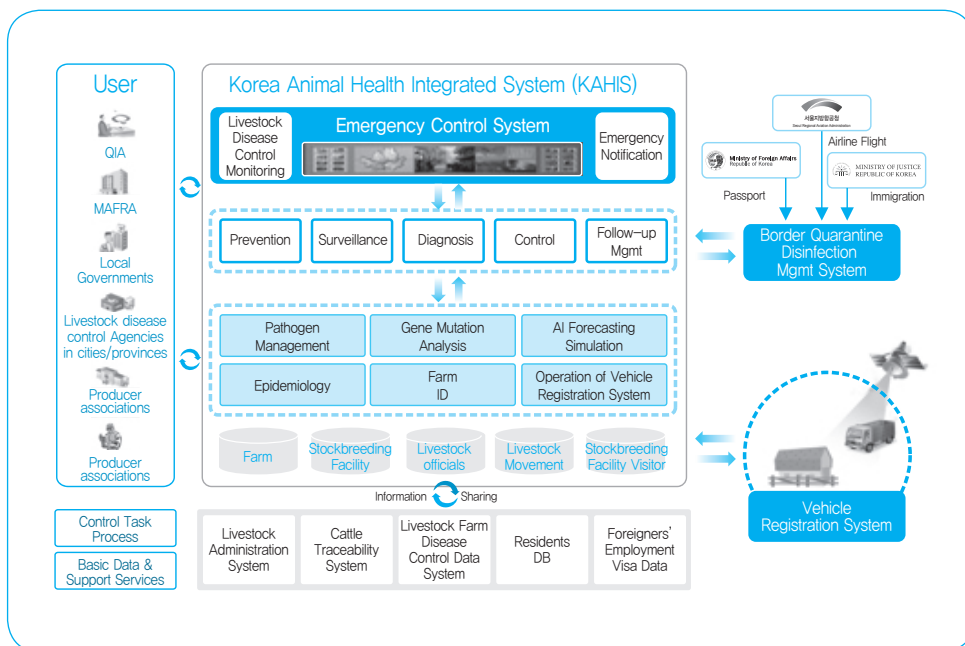 User
QIA
MAFRA
Local
Governments
Livestock disease
control Agencies
in cities/provinces
Producer
associations
Producer
associations
Control Task
Process
Basic Data &
Support Services
Korea Animal Health Integrated System (KAHIS)
Livestock
Disease
Control
Monitoring
Emergency Control System
Emergency
Notification
Prevention
Surveillance
Diagnosis
Control
Follow-up
Mgmt
Pathogen
Management
Gene Mutation
Analysis
AI Forecasting
Simulation
Epidemiology
Farm
ID
Operation of Vehicle
Registration System
Farm
Stockbreeding
Facility
Livestock
officials
Livestock
Movement
Stockbreeding
Facility Visitor
Information Sharing
Livestock
Administration
System
Cattle
Traceability
System
Livestock Farm
Disease
Control Data
System
Residents
DB
Foreigners'
Employment
Visa Data
서울지방항공청
Seoul Regional Aviation Administration
Airline Flight
Ministry of Foreign Affairs
Republic of Korea
MINISTRY OF JUSTICE
REPUBLIC OF KOREA
Passport
Immigration
Border Quarantine
Disinfection
Mgmt System
Vehicle
Registration System